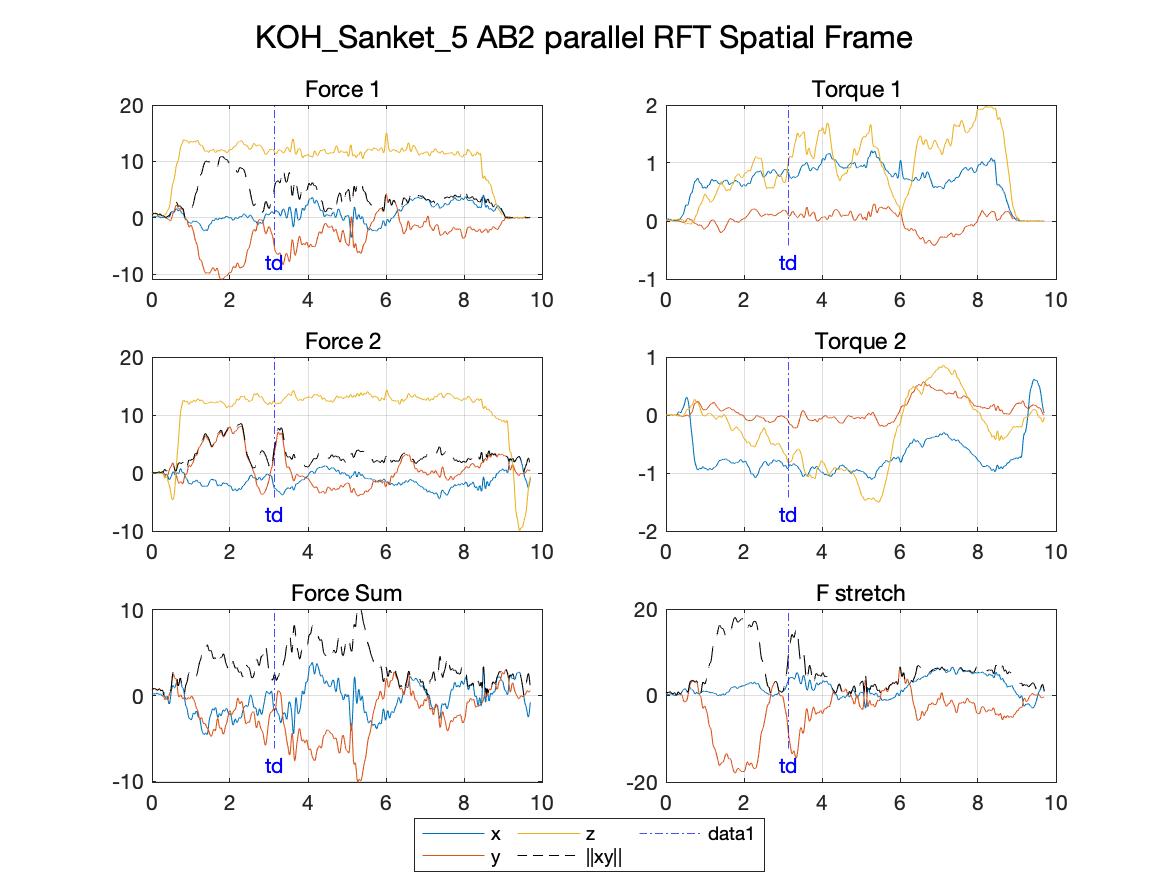 KOH_Sanket_5 AB2 parallel RFT Spatial Frame
Force 1
20
10
0
-10
td
0 2 4 6 8 10
Torque 1
2
1
0
-1
td
0 2 4 6 8 10
Force 2
20
10
0
-10
td
0 2 4 6 8 10
Torque 2
1
0
-1
-2
td
0 2 4 6 8 10
Force Sum
10
0
-10
td
0 2 4 6 8 10
F stretch
20
0
-20
td
0 2 4 6 8 10
x z data1
y ||xy||